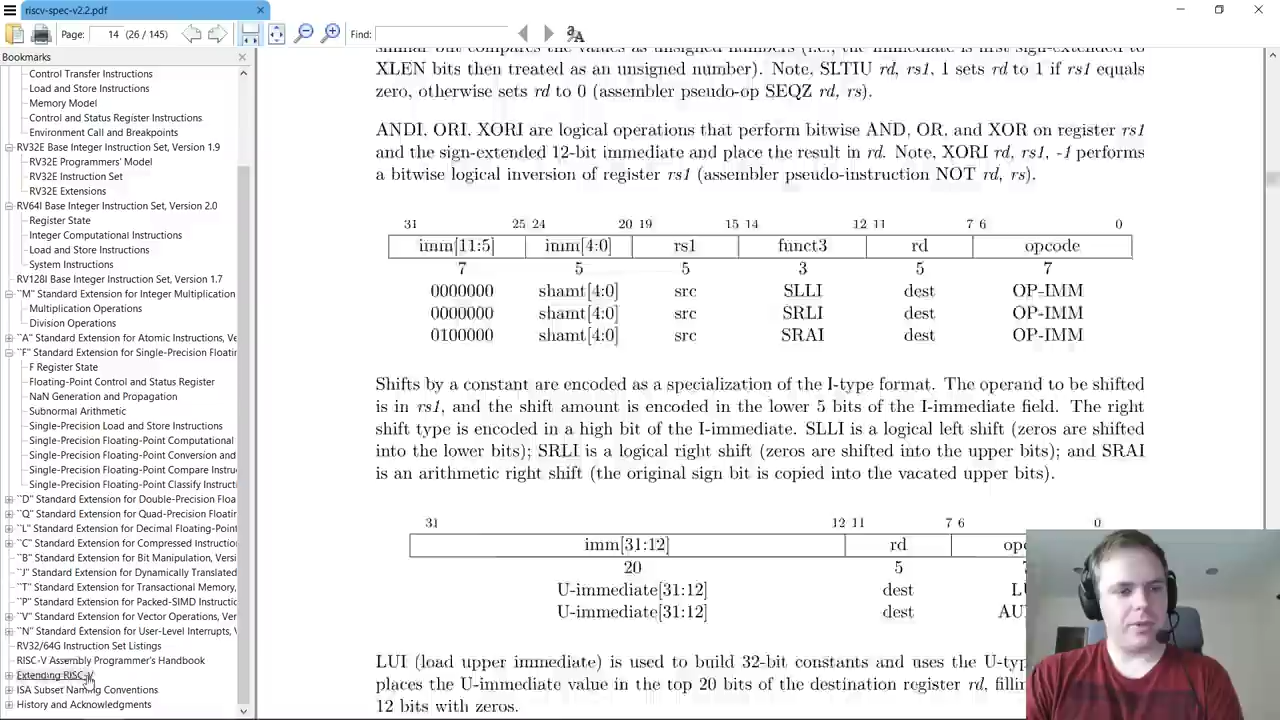 riscv-spec-v2.2.pdf
Page: 14 (26 / 145) Find:
Bookmarks
Control Transfer Instructions
Load and Store Instructions
Memory Model
Control and Status Register Instructions
Environment Call and Breakpoints
RV32E Base Integer Instruction Set, Version 1.9
RV32E Programmers' Model
RV32E Instruction Set
RV32E Extensions
RV64I Base Integer Instruction Set, Version 2.0
Register State
Integer Computational Instructions
Load and Store Instructions
System Instructions
RV128I Base Integer Instruction Set, Version 1.7
``M'' Standard Extension for Integer Multiplication
Multiplication Operations
Division Operations
``A'' Standard Extension for Atomic Instructions, Ve
``F'' Standard Extension for Single-Precision Floatin
F Register State
Floating-Point Control and Status Register
NaN Generation and Propagation
Subnormal Arithmetic
Single-Precision Load and Store Instructions
Single-Precision Floating-Point Computational
Single-Precision Floating-Point Conversion and
Single-Precision Floating-Point Compare Instru
Single-Precision Floating-Point Classify Instruc
``D'' Standard Extension for Double-Precision Floa
``Q'' Standard Extension for Quad-Precision Floati
``L'' Standard Extension for Decimal Floating-Point
``C'' Standard Extension for Compressed Instructio
``B'' Standard Extension for Bit Manipulation, Versi
``J'' Standard Extension for Dynamically Translated
``T'' Standard Extension for Transactional Memory,
``P'' Standard Extension for Packed-SIMD Instructio
``V'' Standard Extension for Vector Operations, Ver
``N'' Standard Extension for User-Level Interrupts, V
RV32/64G Instruction Set Listings
RISC-V Assembly Programmer's Handbook
Extending RISC-V
ISA Subset Naming Conventions
History and Acknowledgments
similar but compares the values as unsigned numbers (i.e., the immediate is first sign-extended to
XLEN bits then treated as an unsigned number). Note, SLTIU rd, rs1, 1 sets rd to 1 if rs1 equals
zero, otherwise sets rd to 0 (assembler pseudo-op SEQZ rd, rs).
ANDI, ORI, XORI are logical operations that perform bitwise AND, OR, and XOR on register rs1
and the sign-extended 12-bit immediate and place the result in rd. Note, XORI rd, rs1, -1 performs
a bitwise logical inversion of register rs1 (assembler pseudo-instruction NOT rd, rs).
31 25 24 20 19 15 14 12 11 7 6 0
imm[11:5] imm[4:0] rs1 funct3 rd opcode
7 5 5 3 5 7
0000000 shamt[4:0] src SLLI dest OP-IMM
0000000 shamt[4:0] src SRLI dest OP-IMM
0100000 shamt[4:0] src SRAI dest OP-IMM
Shifts by a constant are encoded as a specialization of the I-type format. The operand to be shifted
is in rs1, and the shift amount is encoded in the lower 5 bits of the I-immediate field. The right
shift type is encoded in a high bit of the I-immediate. SLLI is a logical left shift (zeros are shifted
into the lower bits); SRLI is a logical right shift (zeros are shifted into the upper bits); and SRAI
is an arithmetic right shift (the original sign bit is copied into the vacated upper bits).
31 12 11 7 6 0
imm[31:12] rd opc
20 5
U-immediate[31:12] dest LU
U-immediate[31:12] dest AUI
LUI (load upper immediate) is used to build 32-bit constants and uses the U-typ
places the U-immediate value in the top 20 bits of the destination register rd, fillin
12 bits with zeros.